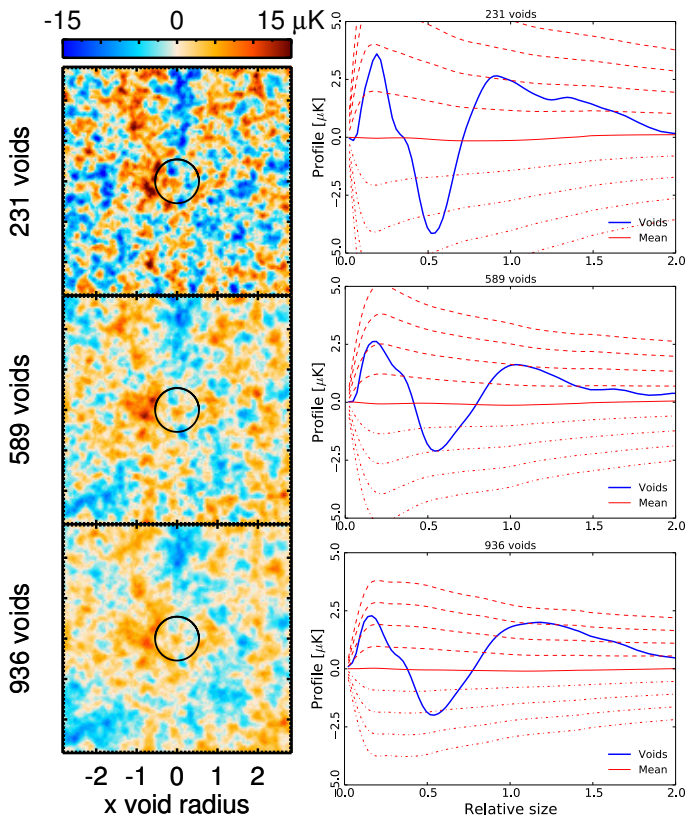 -15 0 15 μK
231 voids
589 voids
936 voids
-2 -1 0 1 2
x void radius
231 voids
Profile [μK]
5.0
2.5
0.0
-2.5
-5.0
Voids
Mean
0.0 0.5 1.0 1.5 2.0
589 voids
Profile [μK]
5.0
2.5
0.0
-2.5
-5.0
Voids
Mean
0.0 0.5 1.0 1.5 2.0
936 voids
Profile [μK]
5.0
2.5
0.0
-2.5
-5.0
Voids
Mean
0.0 0.5 1.0 1.5 2.0
Relative size